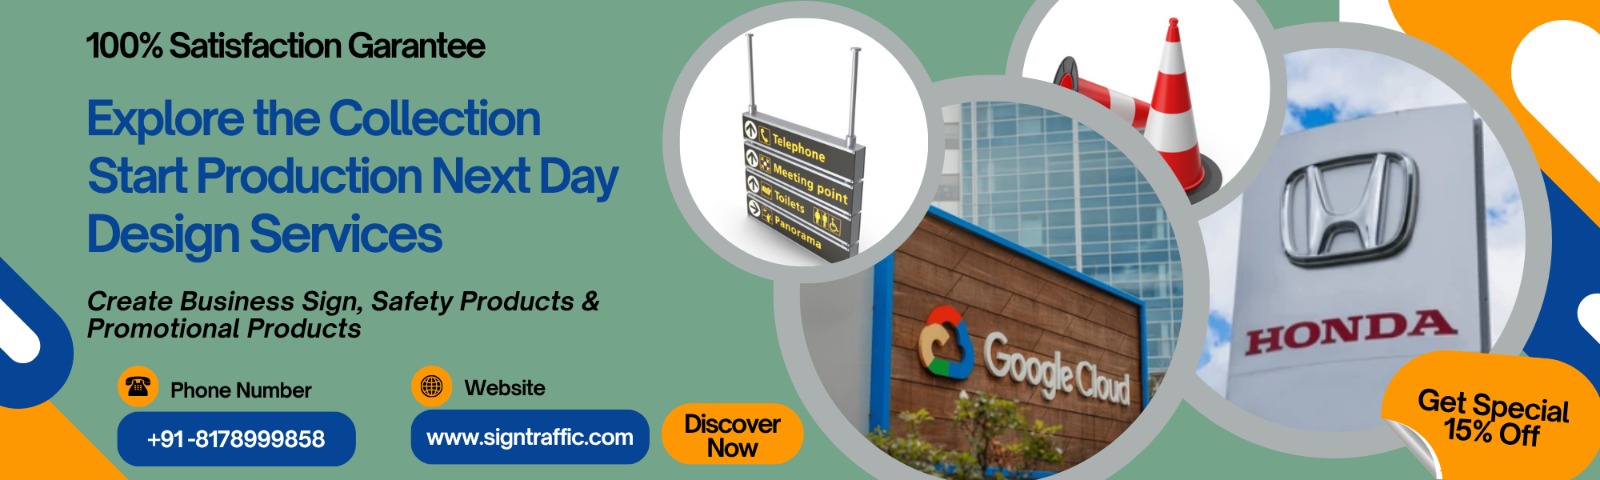 100% Satisfaction Garantee
Explore the Collection
Start Production Next Day
Design Services
Create Business Sign, Safety Products &
Promotional Products
Phone Number
+91-8178999858
Website
www.signtraffic.com
Discover
Now
Telephone
Meeting point
Toilets
Panorama
Google Cloud
HONDA
Get Special
15% Off